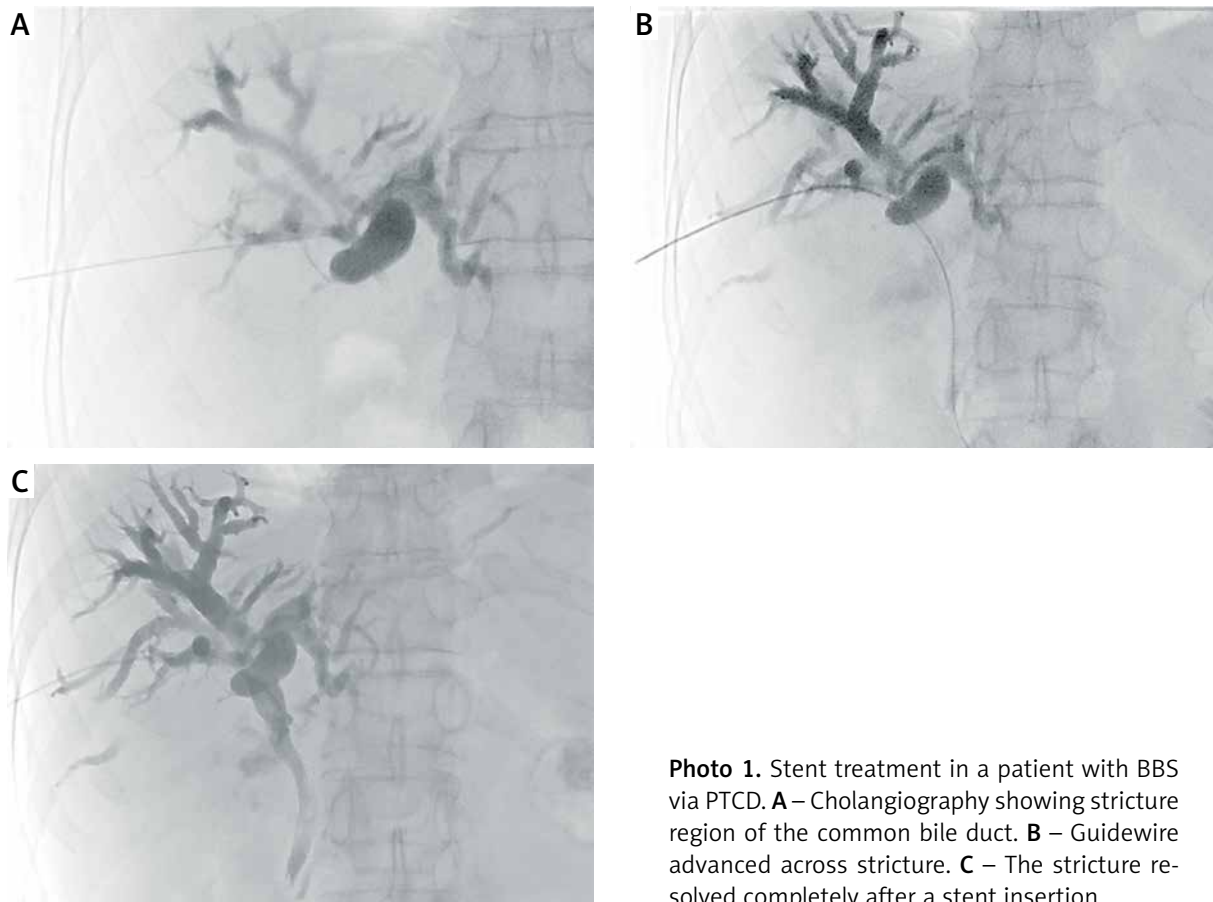 A
B
C
Photo 1. Stent treatment in a patient with BBS
via PTCD. A – Cholangiography showing stricture
region of the common bile duct. B – Guidewire
advanced across stricture. C – The stricture re-
solved completely after a stent insertion